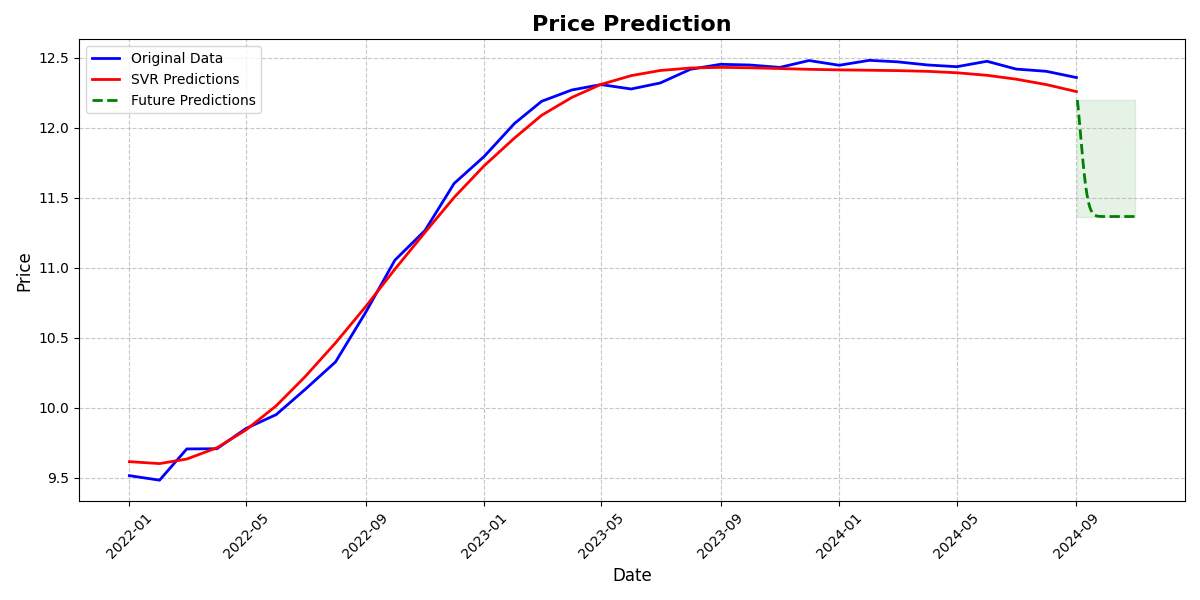 Price Prediction
Original Data
SVR Predictions
Future Predictions
12.5
12.0
11.5
11.0
10.5
10.0
9.5
Price
2022-01
2022-05
2022-09
2023-01
2023-05
2023-09
2024-01
2024-05
2024-09
Date